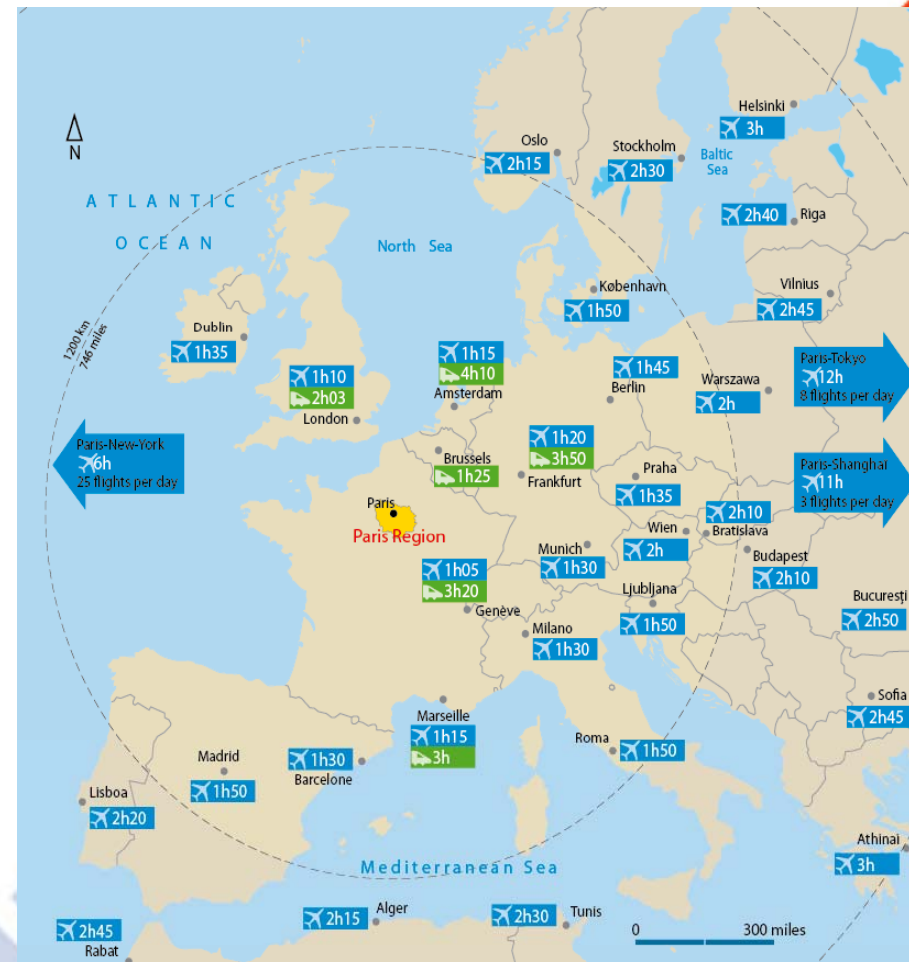 Helsinki
3h
Oslo
2h15
Stockholm
2h30
Baltic
Sea
N
ATLANTIC
OCEAN
2h40
Riga
North Sea
Vilnius
2h45
København
1h50
Dublin
1h35
1200 km
746 miles
1h10
2h03
London
1h15
4h10
Amsterdam
1h45
Berlin
Warszawa
2h
Paris-Tokyo
12h
8 flights per day
Paris-New-York
6h
25 flights per day
Brussels
1h25
1h20
3h50
Frankfurt
Praha
1h35
Paris-Shanghaï
11h
3 flights per day
Paris
Paris Region
2h10
Bratislava
Wien
2h
Munich
1h30
Budapest
2h10
1h05
3h20
Genève
Ljubljana
1h50
Bucureşti
2h50
Milano
1h30
Sofia
2h45
Marseille
1h15
3h
Roma
1h50
Madrid
1h50
1h30
Barcelone
Lisboa
2h20
Athinai
3h
Mediterranean Sea
2h15
Alger
2h30
Tunis
2h45
Rabat
0 300 miles